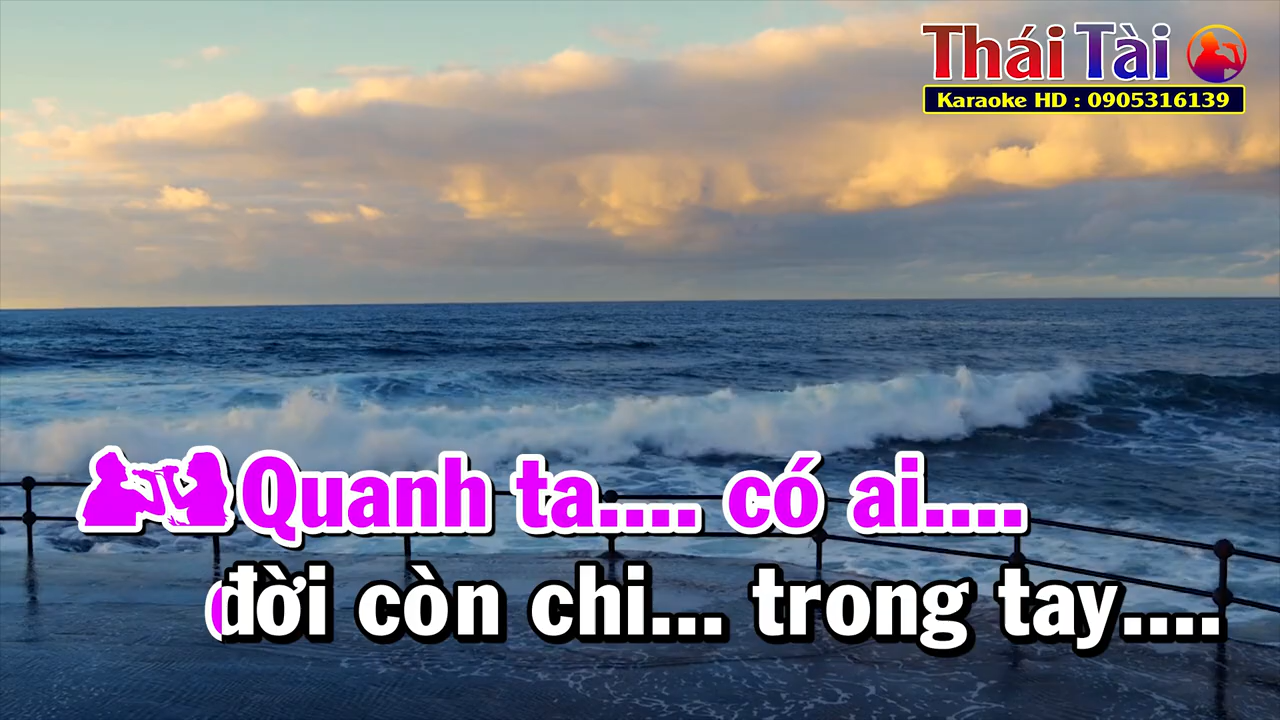 Thái Tài
Karaoke HD : 0905316139
Quanh ta.... có ai....
đời còn chi... trong tay....